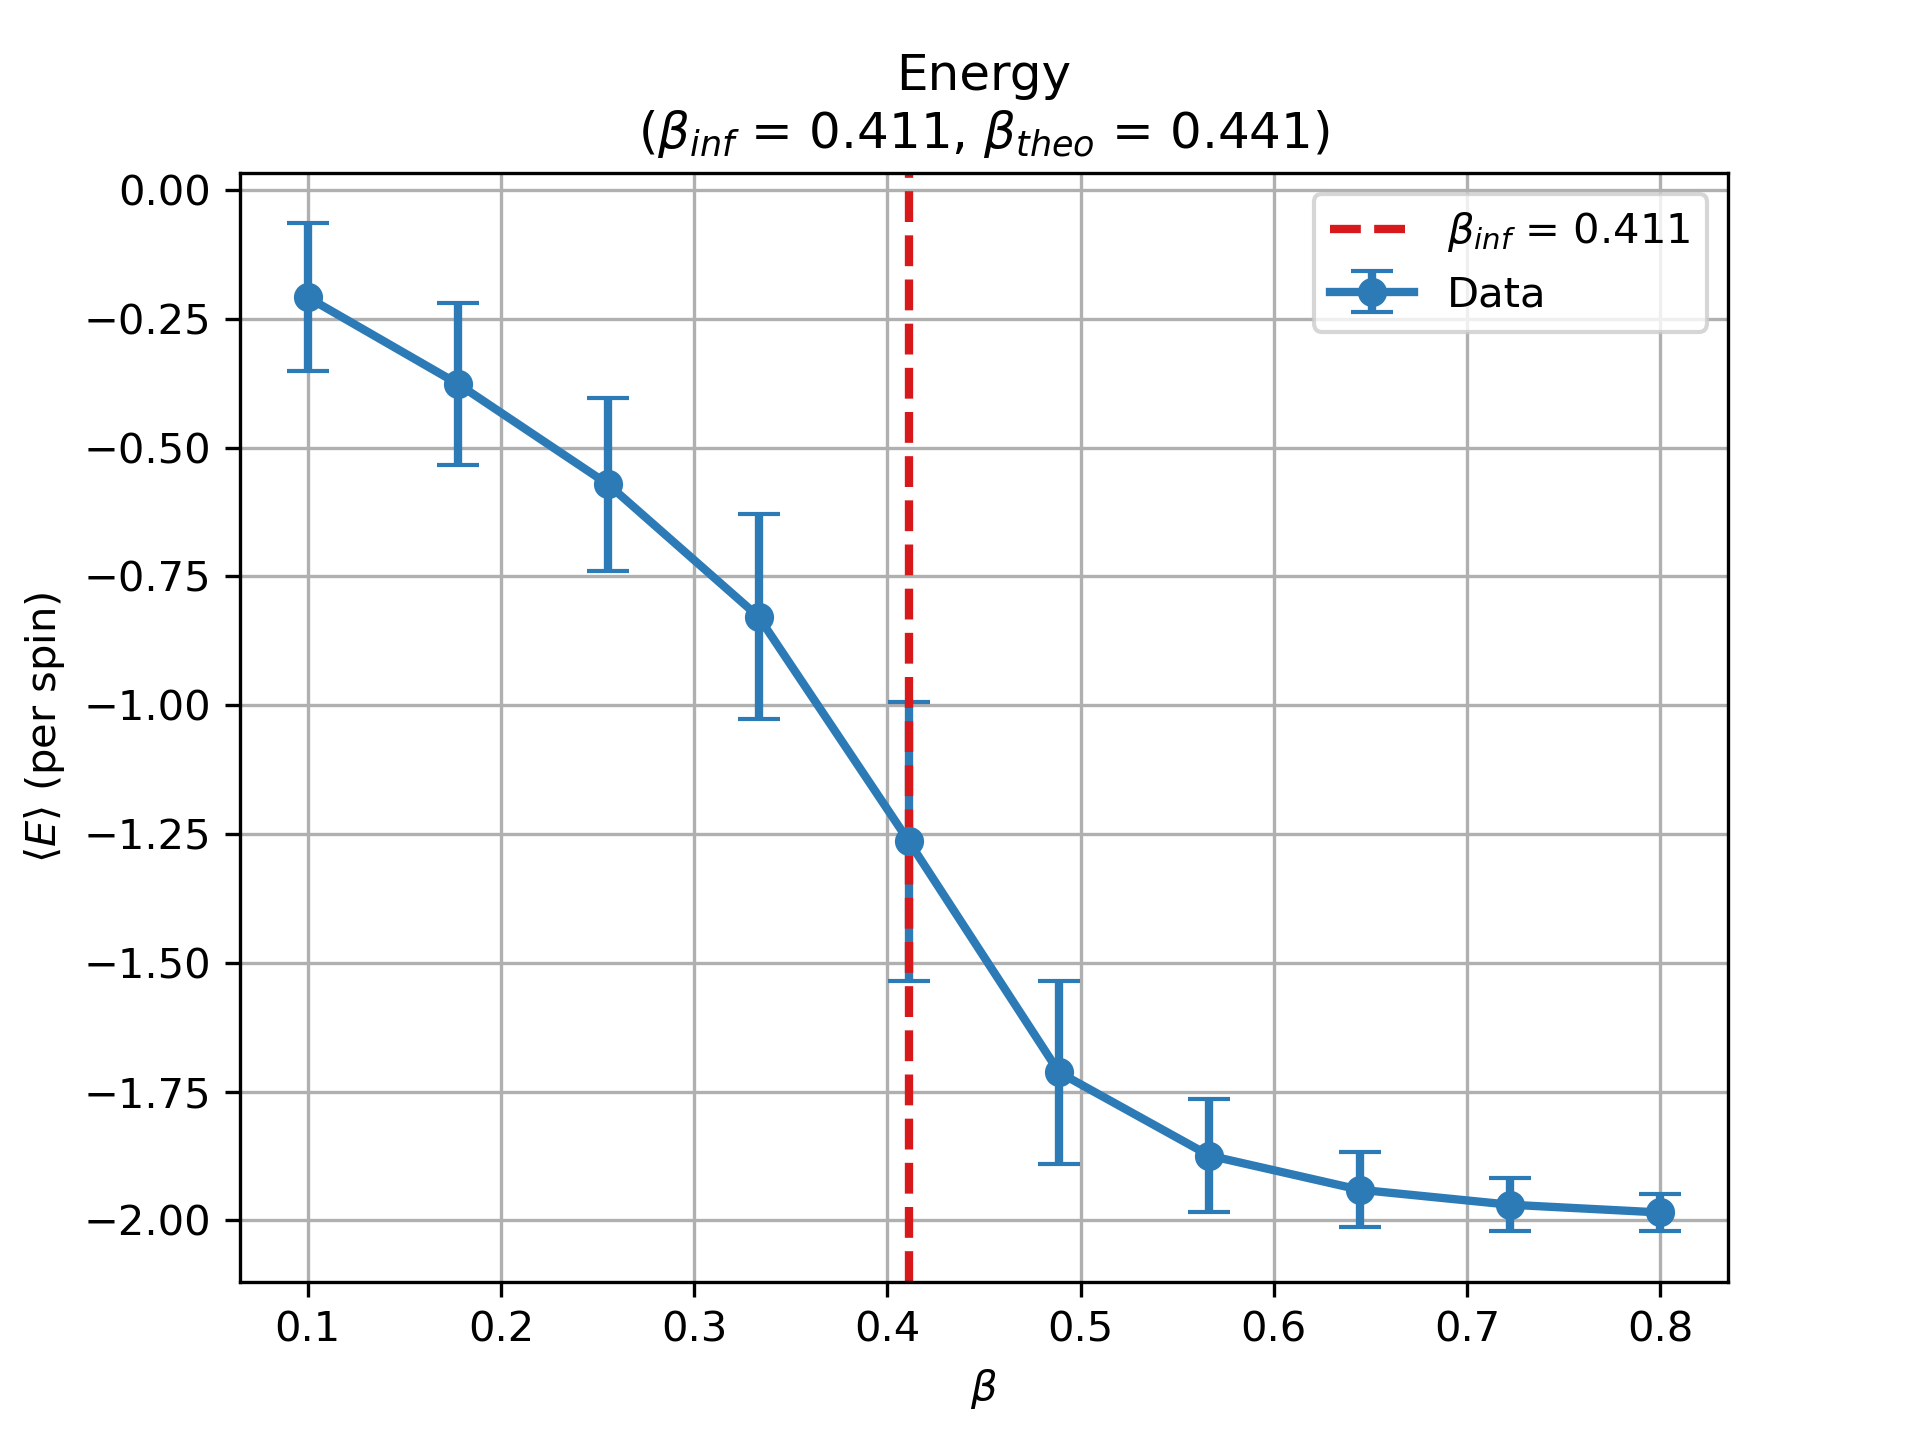 Energy
(β_inf = 0.411, β_theo = 0.441)
β_inf = 0.411
Data
0.00
−0.25
−0.50
−0.75
−1.00
−1.25
−1.50
−1.75
−2.00
⟨E⟩ (per spin)
0.1 0.2 0.3 0.4 0.5 0.6 0.7 0.8
β